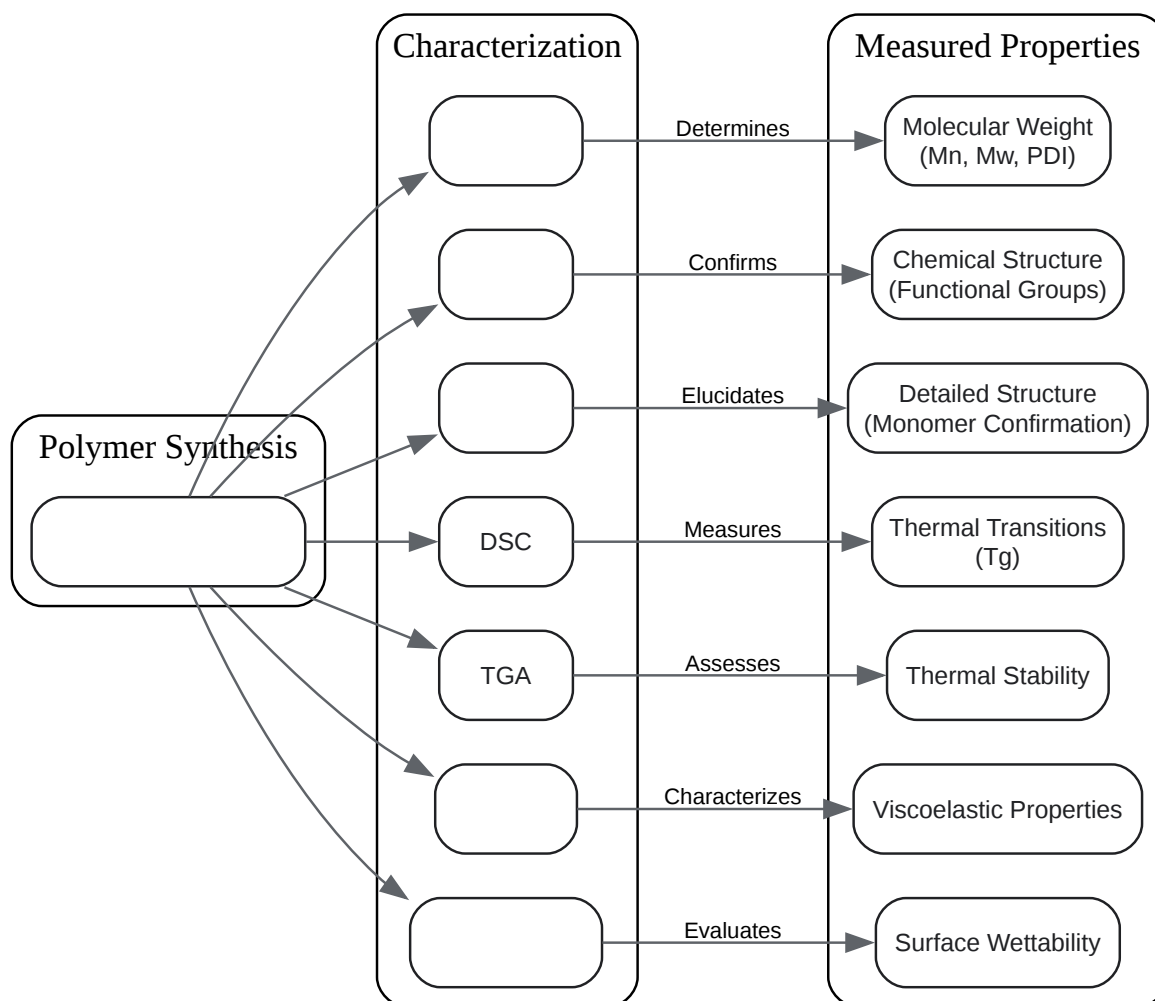 Characterization
Measured Properties
Determines
Molecular Weight
(Mn, Mw, PDI)
Confirms
Chemical Structure
(Functional Groups)
Elucidates
Detailed Structure
(Monomer Confirmation)
Polymer Synthesis
DSC
Measures
Thermal Transitions
(Tg)
TGA
Assesses
Thermal Stability
Characterizes
Viscoelastic Properties
Evaluates
Surface Wettability